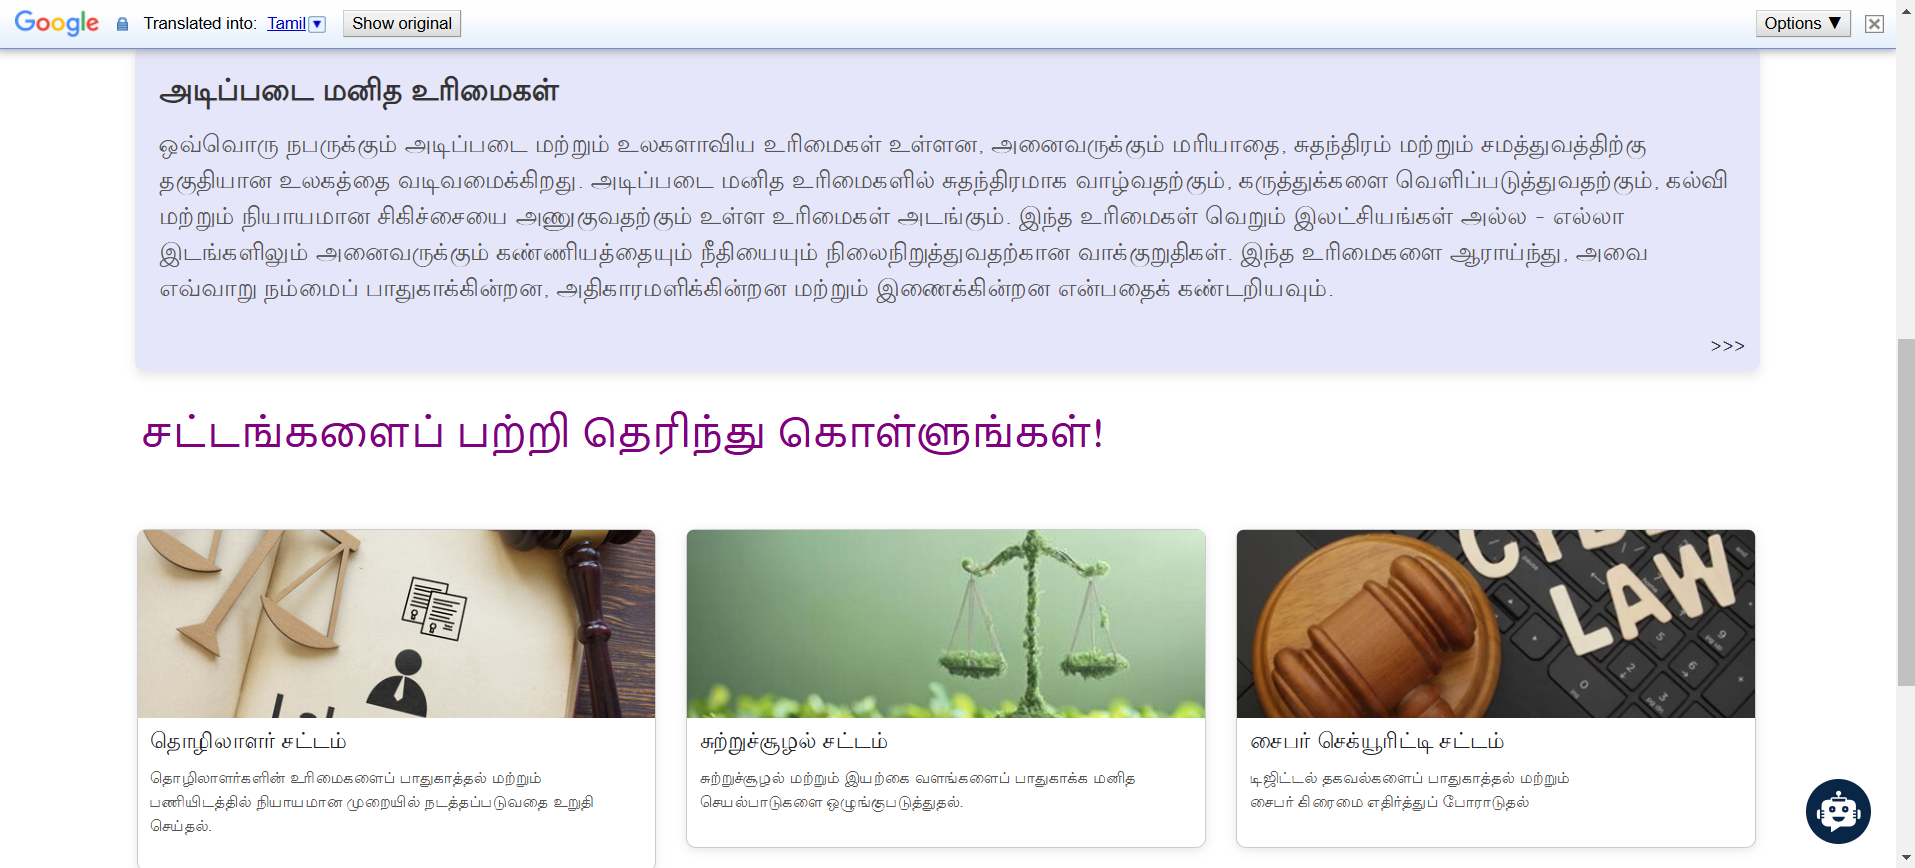 Google Translated into: Tamil ▼ Show original Options ▼
அடிப்படை மனித உரிமைகள்
ஒவ்வொரு நபருக்கும் அடிப்படை மற்றும் உலகளாவிய உரிமைகள் உள்ளன, அனைவருக்கும் மரியாதை, சுதந்திரம் மற்றும் சமத்துவத்திற்கு
தகுதியான உலகத்தை வடிவமைக்கிறது. அடிப்படை மனித உரிமைகளில் சுதந்திரமாக வாழ்வதற்கும், கருத்துக்களை வெளிப்படுத்துவதற்கும், கல்வி
மற்றும் நியாயமான சிகிச்சையை அணுகுவதற்கும் உள்ள உரிமைகள் அடங்கும். இந்த உரிமைகள் வெறும் இலட்சியங்கள் அல்ல - எல்லா
இடங்களிலும் அனைவருக்கும் கண்ணியத்தையும் நீதியையும் நிலைநிறுத்துவதற்கான வாக்குறுதிகள். இந்த உரிமைகளை ஆராய்ந்து, அவை
எவ்வாறு நம்மைப் பாதுகாக்கின்றன, அதிகாரமளிக்கின்றன மற்றும் இணைக்கின்றன என்பதைக் கண்டறியவும்.
>>>
சட்டங்களைப் பற்றி தெரிந்து கொள்ளுங்கள்!
LAW
தொழிலாளர் சட்டம்
தொழிலாளர்களின் உரிமைகளைப் பாதுகாத்தல் மற்றும்
பணியிடத்தில் நியாயமான முறையில் நடத்தப்படுவதை உறுதி
செய்தல்.
சுற்றுச்சூழல் சட்டம்
சுற்றுச்சூழல் மற்றும் இயற்கை வளங்களைப் பாதுகாக்க மனித
செயல்பாடுகளை ஒழுங்குபடுத்துதல்.
சைபர் செக்யூரிட்டி சட்டம்
டிஜிட்டல் தகவல்களைப் பாதுகாத்தல் மற்றும்
சைபர் கிரைமை எதிர்த்துப் போராடுதல்